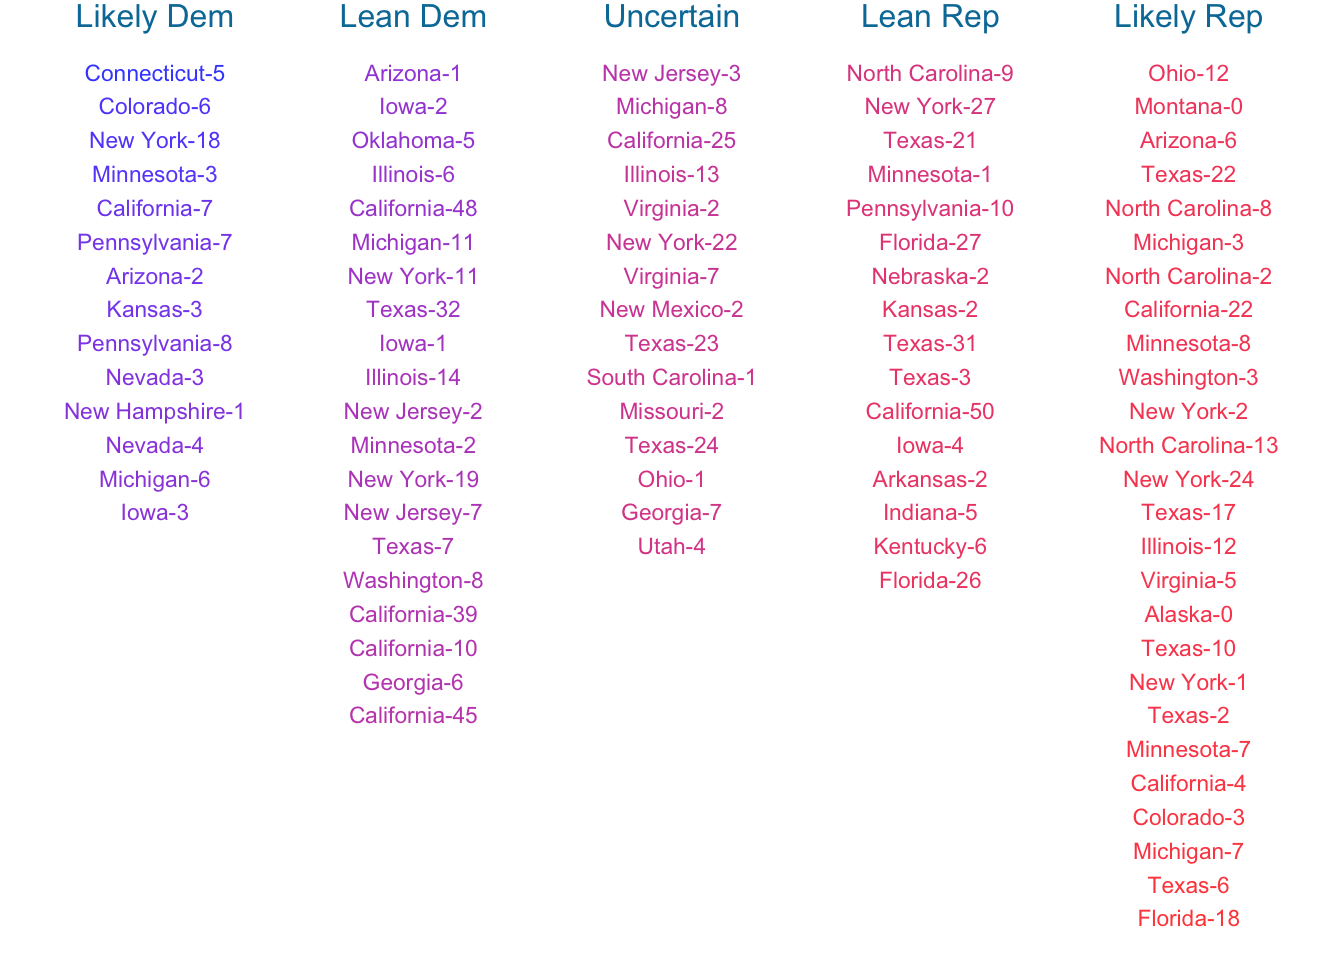 Likely Dem
Connecticut-5
Colorado-6
New York-18
Minnesota-3
California-7
Pennsylvania-7
Arizona-2
Kansas-3
Pennsylvania-8
Nevada-3
New Hampshire-1
Nevada-4
Michigan-6
Iowa-3
Lean Dem
Arizona-1
Iowa-2
Oklahoma-5
Illinois-6
California-48
Michigan-11
New York-11
Texas-32
Iowa-1
Illinois-14
New Jersey-2
Minnesota-2
New York-19
New Jersey-7
Texas-7
Washington-8
California-39
California-10
Georgia-6
California-45
Uncertain
New Jersey-3
Michigan-8
California-25
Illinois-13
Virginia-2
New York-22
Virginia-7
New Mexico-2
Texas-23
South Carolina-1
Missouri-2
Texas-24
Ohio-1
Georgia-7
Utah-4
Lean Rep
North Carolina-9
New York-27
Texas-21
Minnesota-1
Pennsylvania-10
Florida-27
Nebraska-2
Kansas-2
Texas-31
Texas-3
California-50
Iowa-4
Arkansas-2
Indiana-5
Kentucky-6
Florida-26
Likely Rep
Ohio-12
Montana-0
Arizona-6
Texas-22
North Carolina-8
Michigan-3
North Carolina-2
California-22
Minnesota-8
Washington-3
New York-2
North Carolina-13
New York-24
Texas-17
Illinois-12
Virginia-5
Alaska-0
Texas-10
New York-1
Texas-2
Minnesota-7
California-4
Colorado-3
Michigan-7
Texas-6
Florida-18